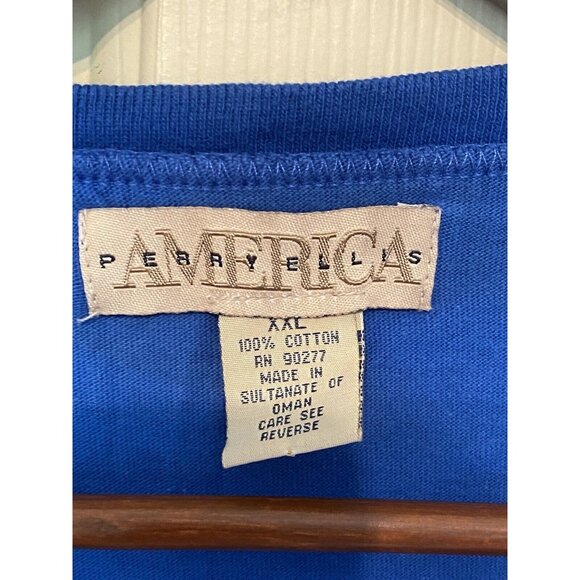 AMERICA
PERRY ELLIS
XXL
100% COTTON
RN 90277
MADE IN
SULTANATE OF
OMAN
CARE SEE
REVERSE